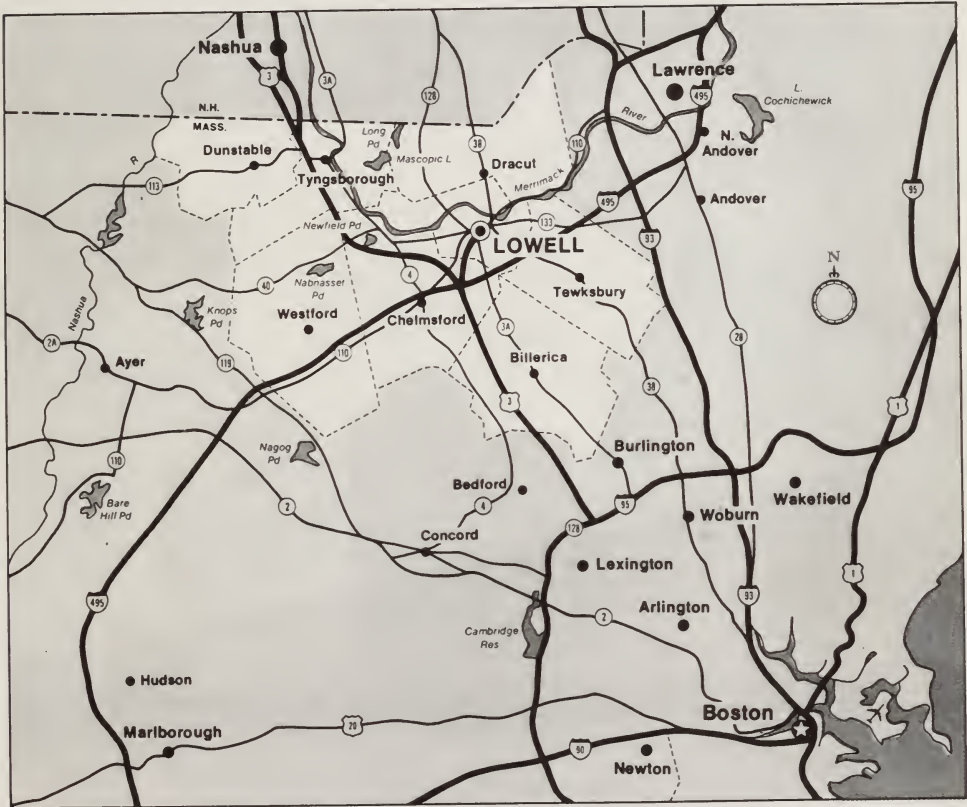 Nashua
3
3A
128
38
Lawrence
495
L.
Cochichewick
N.H.
MASS.
Long
Pd
River
110
N.
Andover
Dunstable
Tyngsborough
Mascopic L
Dracut
Merrimack
R
113
Andover
95
Newfield Pd
133
495
93
LOWELL
N
4
40
Nabnasset
Pd
Tewksbury
Knops
Pd
Westford
Chelmsford
3A
Nashua
2A
Ayer
119
110
Billerica
38
28
3
1
110
Nagog
Pd
Burlington
Bare
Hill Pd
Bedford
4
95
Wakefield
2
Concord
128
Woburn
Lexington
1
495
93
Arlington
2
Cambridge
Res
Hudson
Boston
Marlborough
20
90
Newton